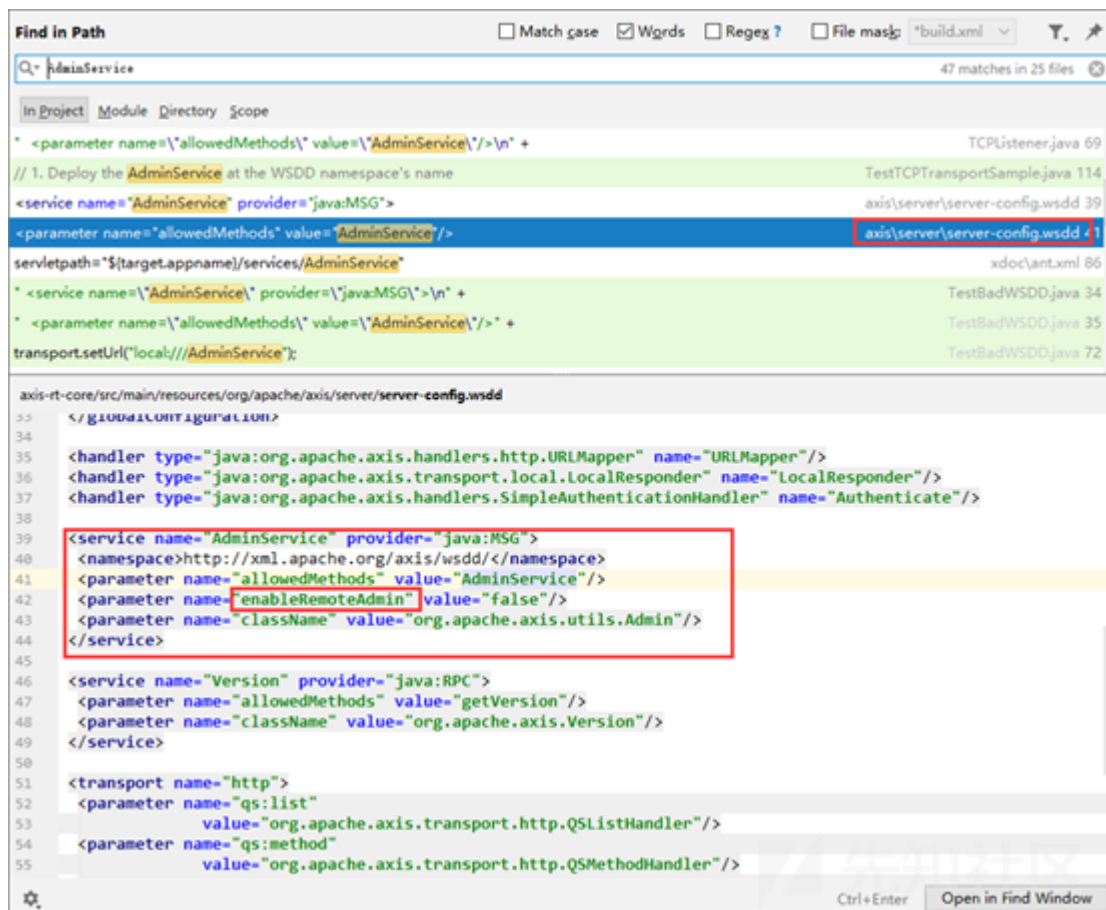 Find in Path Match case Words Regex ? File mask: *build.xml
AdminService 47 matches in 25 files
In Project Module Directory Scope
" <parameter name=\"allowedMethods\" value=\"AdminService\"/>\n" + TCPListener.java 69
// 1. Deploy the AdminService at the WSDD namespace's name TestTCPTransportSample.java 114
<service name="AdminService" provider="java:MSG"> axis\server\server-config.wsdd 39
<parameter name="allowedMethods" value="AdminService"/> axis\server\server-config.wsdd 41
servletpath="${target.appname}/services/AdminService" xdoc\ant.xml 86
" <service name=\"AdminService\" provider=\"java:MSG\">\n" + TestBadWSDD.java 34
" <parameter name=\"allowedMethods\" value=\"AdminService\"/>" + TestBadWSDD.java 35
transport.setUrl("local:///AdminService"); TestBadWSDD.java 72
axis-rt-core/src/main/resources/org/apache/axis/server/server-config.wsdd
33 </globalConfiguration>
34
35 <handler type="java:org.apache.axis.handlers.http.URLMapper" name="URLMapper"/>
36 <handler type="java:org.apache.axis.transport.local.LocalResponder" name="LocalResponder"/>
37 <handler type="java:org.apache.axis.handlers.SimpleAuthenticationHandler" name="Authenticate"/>
38
39 <service name="AdminService" provider="java:MSG">
40 <namespace>http://xml.apache.org/axis/wsdd/</namespace>
41 <parameter name="allowedMethods" value="AdminService"/>
42 <parameter name="enableRemoteAdmin" value="false"/>
43 <parameter name="className" value="org.apache.axis.utils.Admin"/>
44 </service>
45
46 <service name="Version" provider="java:RPC">
47 <parameter name="allowedMethods" value="getVersion"/>
48 <parameter name="className" value="org.apache.axis.Version"/>
49 </service>
50
51 <transport name="http">
52 <parameter name="qs:list"
53 value="org.apache.axis.transport.http.QSListHandler"/>
54 <parameter name="qs:method"
55 value="org.apache.axis.transport.http.QSMethodHandler"/>
先知社区
Ctrl+Enter Open in Find Window